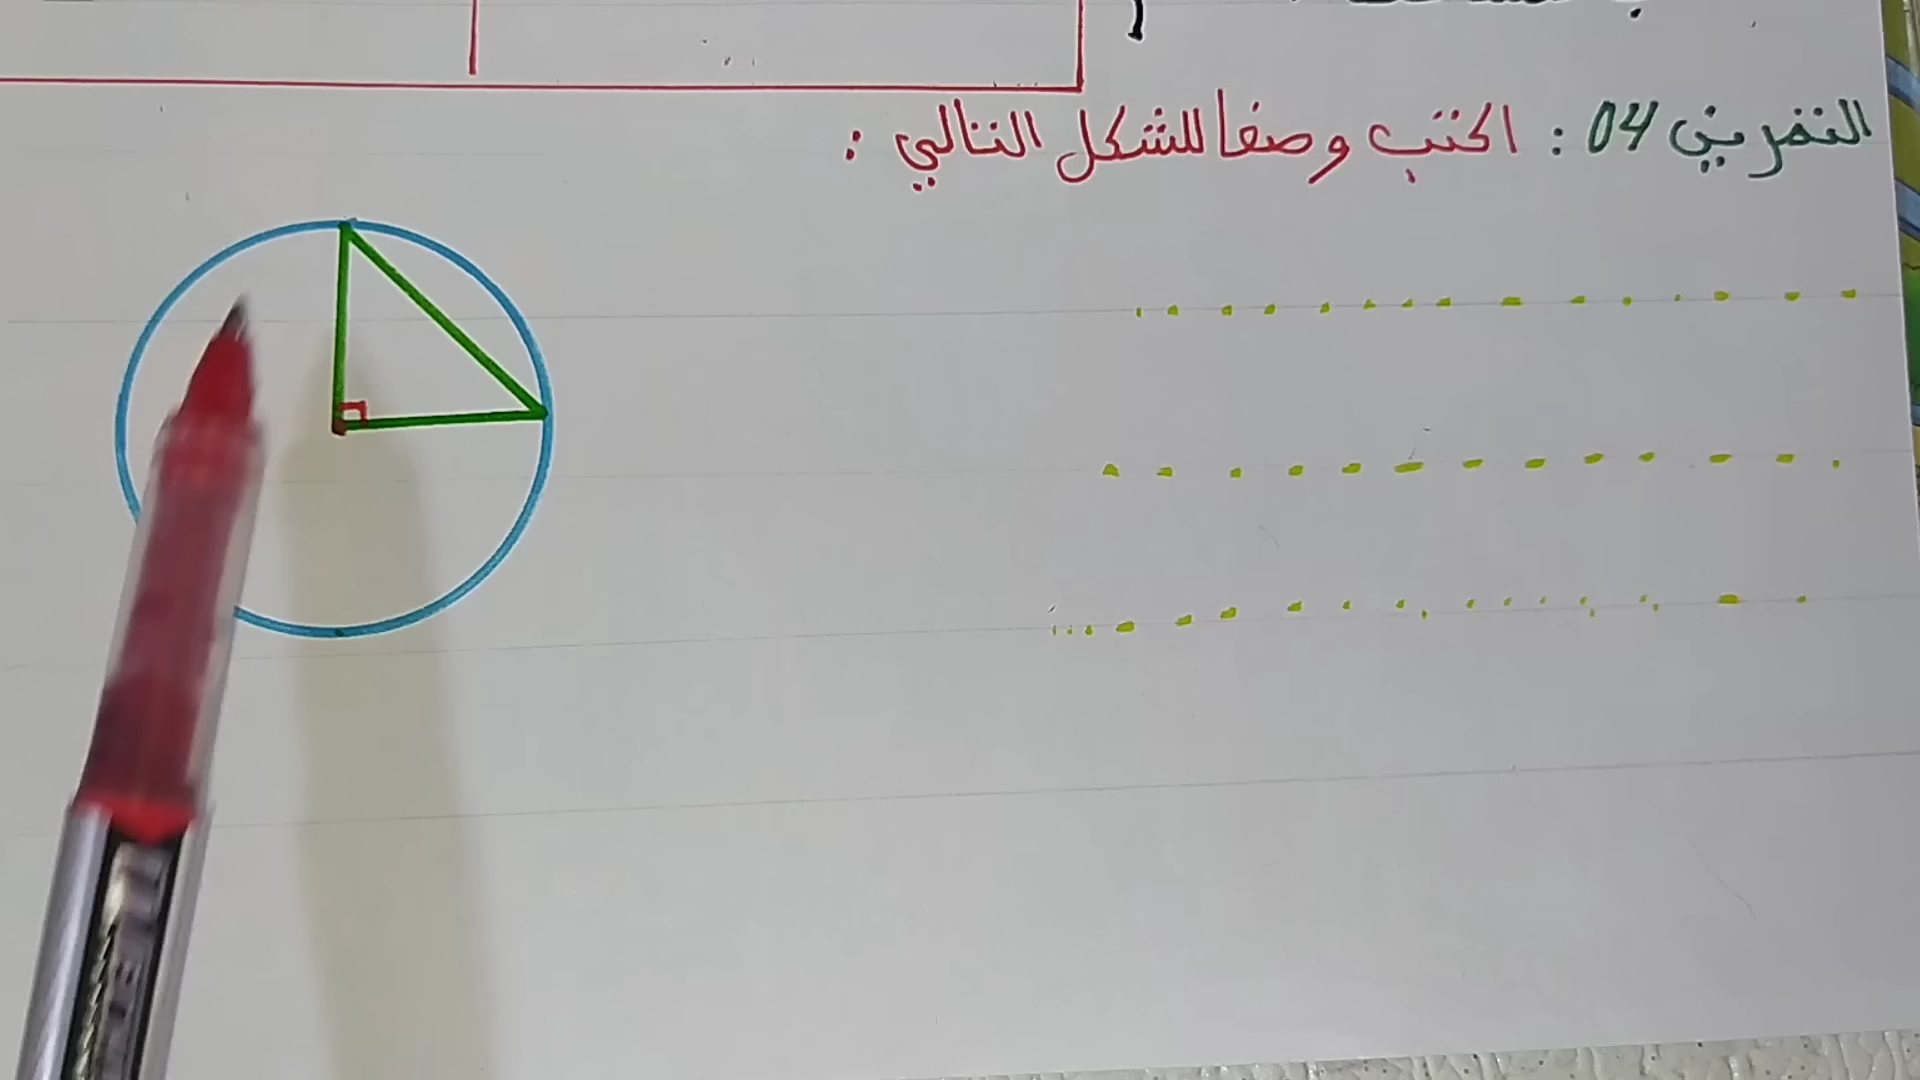 التمرين 04 : اكتب وصفا للشكل التالي :